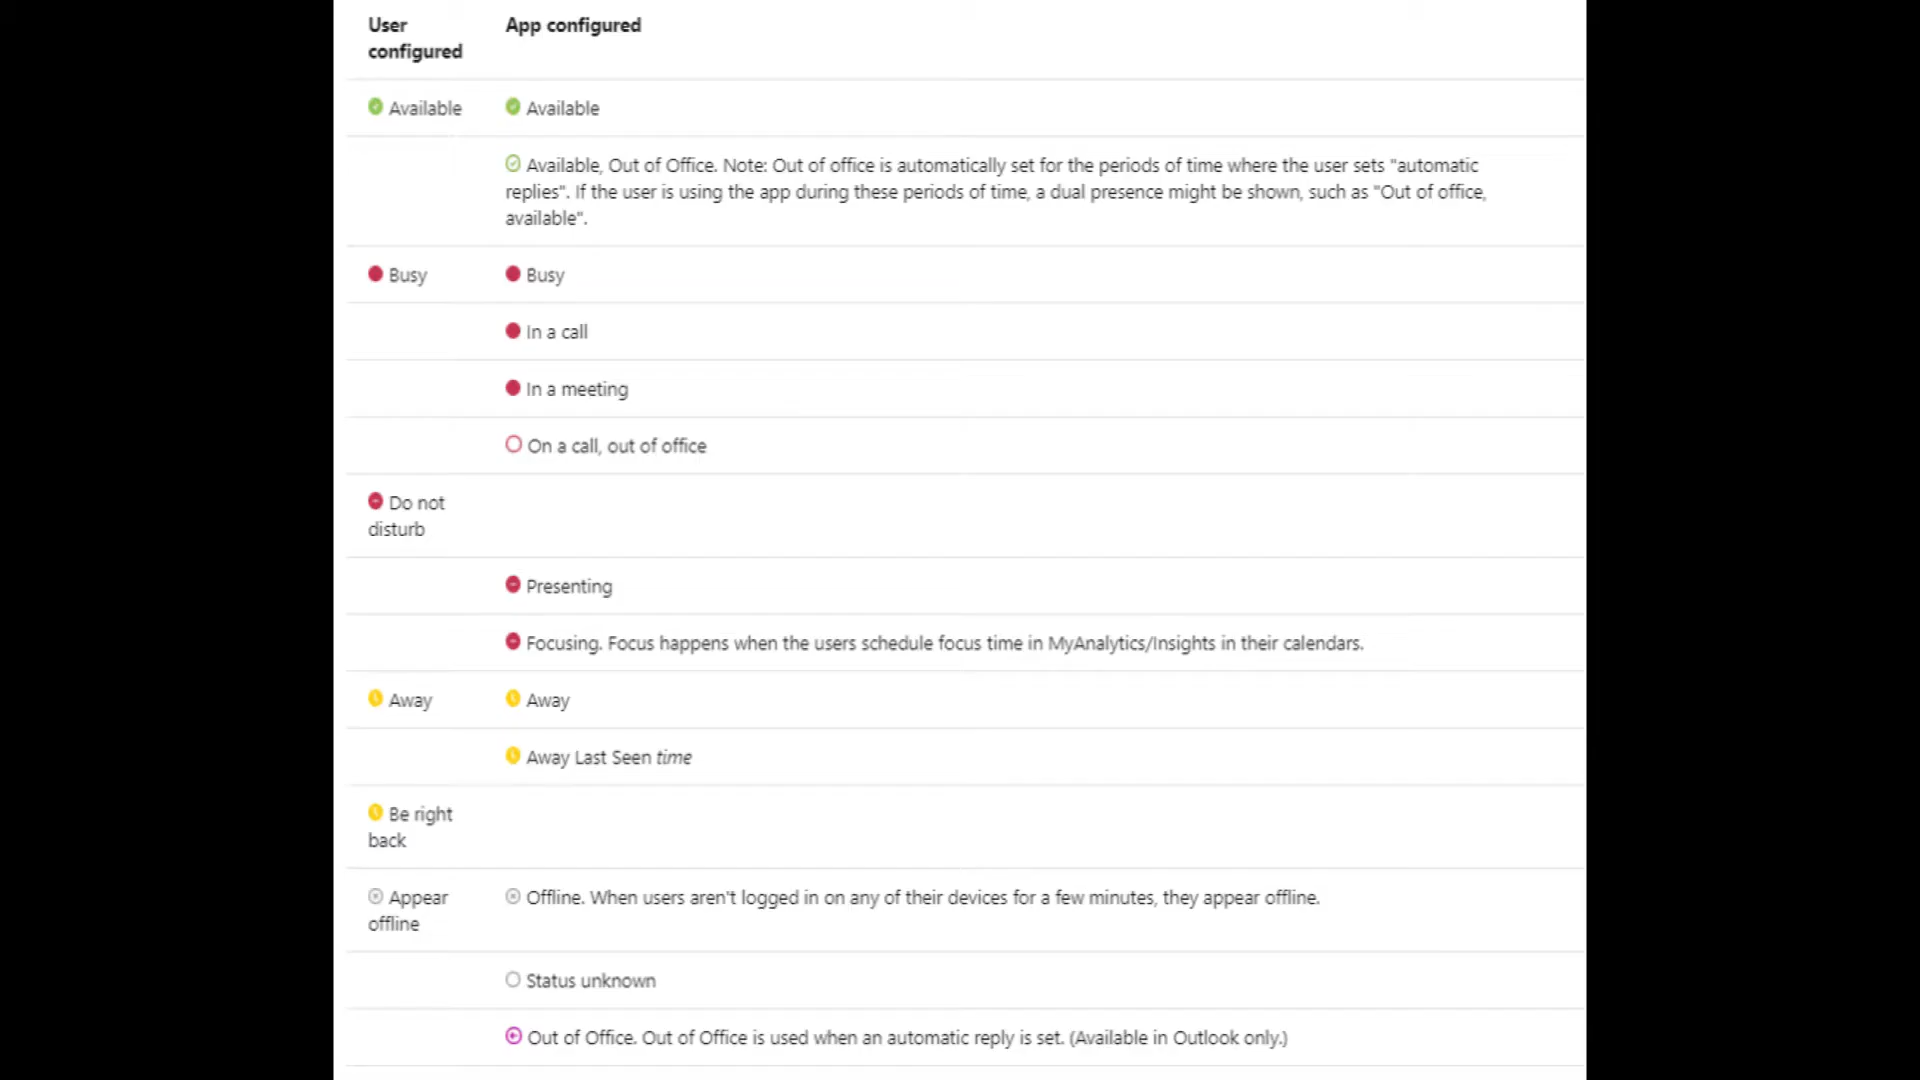 User configured App configured
Available Available
Available, Out of Office. Note: Out of office is automatically set for the periods of time where the user sets "automatic
replies". If the user is using the app during these periods of time, a dual presence might be shown, such as "Out of office,
available".
Busy Busy
In a call
In a meeting
On a call, out of office
Do not
disturb
Presenting
Focusing. Focus happens when the users schedule focus time in MyAnalytics/Insights in their calendars.
Away Away
Away Last Seen time
Be right
back
Appear
offline
Offline. When users aren't logged in on any of their devices for a few minutes, they appear offline.
Status unknown
Out of Office. Out of Office is used when an automatic reply is set. (Available in Outlook only.)